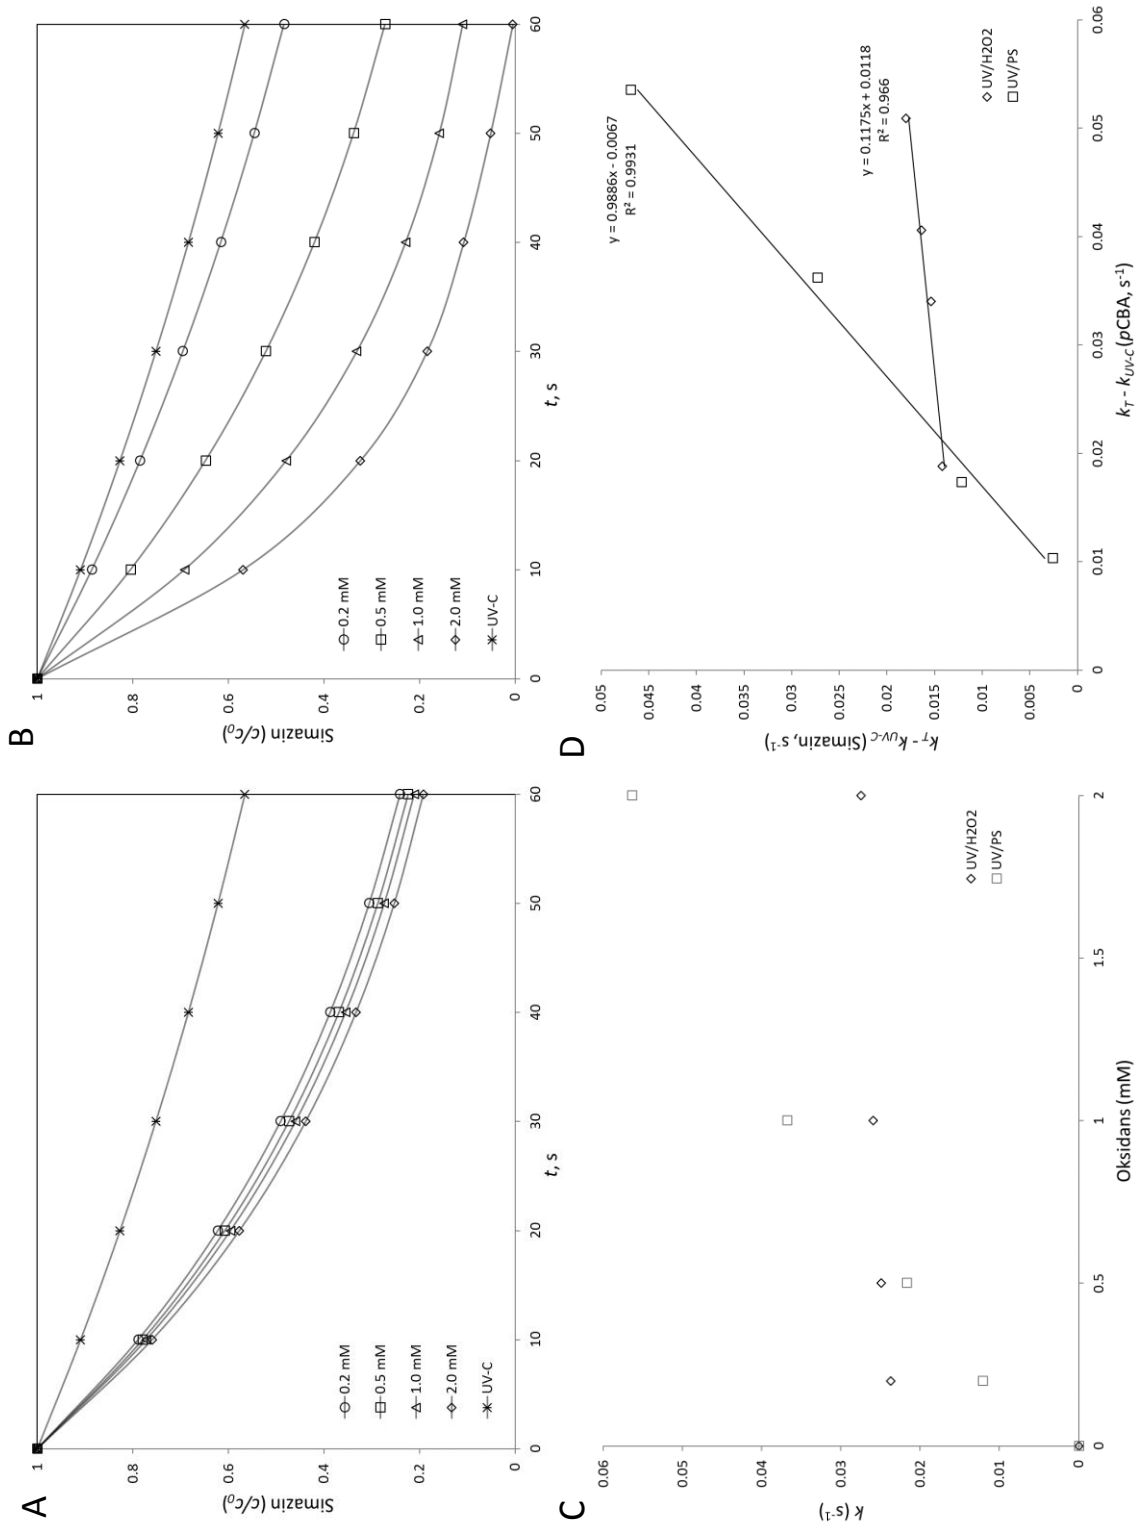 A
Simazin (c/c0)
1
0.8
0.6
0.4
0.2
0
0
10
20
30
40
50
60
t, s
0.2 mM
0.5 mM
1.0 mM
2.0 mM
UV-C
B
Simazin (c/c0)
1
0.8
0.6
0.4
0.2
0
0
10
20
30
40
50
60
t, s
0.2 mM
0.5 mM
1.0 mM
2.0 mM
UV-C
C
k (s-1)
0.06
0.05
0.04
0.03
0.02
0.01
0
0
0.5
1
1.5
2
Oksidans (mM)
UV/H2O2
UV/PS
D
kT - kUV-C (Simazin, s-1)
0.05
0.045
0.04
0.035
0.03
0.025
0.02
0.015
0.01
0.005
0
0
0.01
0.02
0.03
0.04
0.05
0.06
kT - kUV-C (pCBA, s-1)
y = 0.9886x - 0.0067
R² = 0.9931
y = 0.1175x + 0.0118
R² = 0.966
UV/H2O2
UV/PS